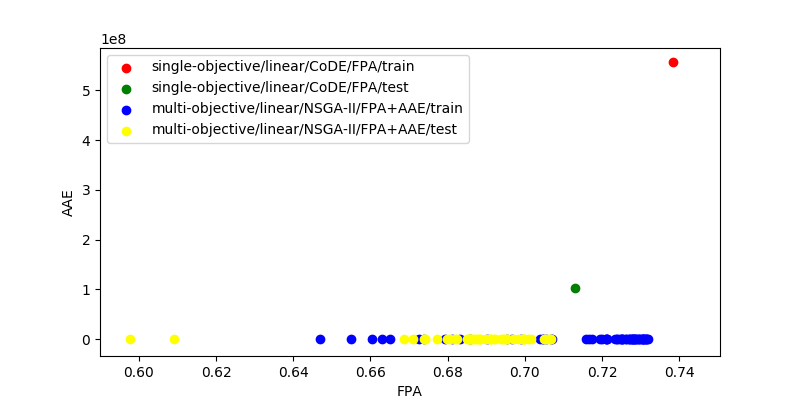 1e8
single-objective/linear/CoDE/FPA/train
single-objective/linear/CoDE/FPA/test
multi-objective/linear/NSGA-II/FPA+AAE/train
multi-objective/linear/NSGA-II/FPA+AAE/test
5
4
3
2
1
0
AAE
0.60 0.62 0.64 0.66 0.68 0.70 0.72 0.74
FPA